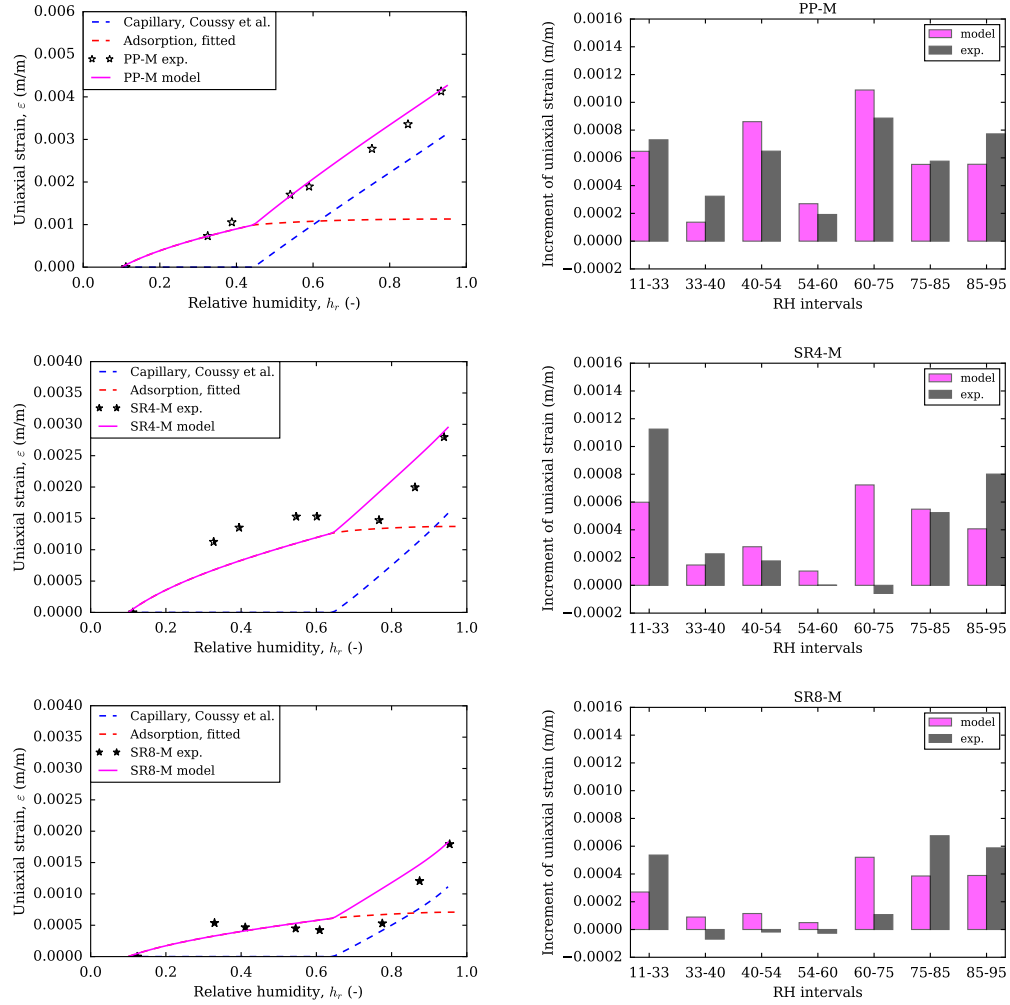 0.006
0.005
0.004
0.003
0.002
0.001
0.000
0.0
0.2
0.4
0.6
0.8
1.0
Uniaxial strain, ε (m/m)
Relative humidity, hᵣ (-)
Capillary, Coussy et al.
Adsorption, fitted
PP-M exp.
PP-M model
PP-M
0.0016
0.0014
0.0012
0.0010
0.0008
0.0006
0.0004
0.0002
0.0000
−0.0002
11-33
33-40
40-54
54-60
60-75
75-85
85-95
Increment of uniaxial strain (m/m)
RH intervals
model
exp.
0.0040
0.0035
0.0030
0.0025
0.0020
0.0015
0.0010
0.0005
0.0000
0.0
0.2
0.4
0.6
0.8
1.0
Uniaxial strain, ε (m/m)
Relative humidity, hᵣ (-)
Capillary, Coussy et al.
Adsorption, fitted
SR4-M exp.
SR4-M model
SR4-M
0.0016
0.0014
0.0012
0.0010
0.0008
0.0006
0.0004
0.0002
0.0000
−0.0002
11-33
33-40
40-54
54-60
60-75
75-85
85-95
Increment of uniaxial strain (m/m)
RH intervals
model
exp.
0.0040
0.0035
0.0030
0.0025
0.0020
0.0015
0.0010
0.0005
0.0000
0.0
0.2
0.4
0.6
0.8
1.0
Uniaxial strain, ε (m/m)
Relative humidity, hᵣ (-)
Capillary, Coussy et al.
Adsorption, fitted
SR8-M exp.
SR8-M model
SR8-M
0.0016
0.0014
0.0012
0.0010
0.0008
0.0006
0.0004
0.0002
0.0000
−0.0002
11-33
33-40
40-54
54-60
60-75
75-85
85-95
Increment of uniaxial strain (m/m)
RH intervals
model
exp.